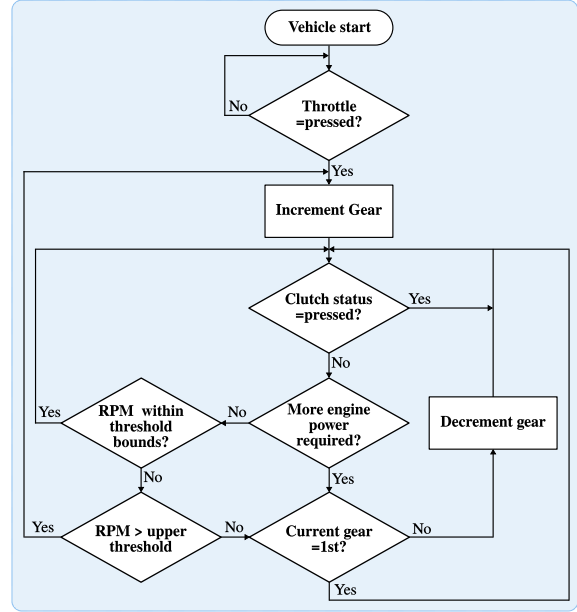 Vehicle start
No
Throttle
=pressed?
Yes
Increment Gear
Clutch status
=pressed?
Yes
No
Yes
RPM within
threshold
bounds?
No
More engine
power
required?
Decrement gear
No
Yes
Yes
RPM > upper
threshold
No
Current gear
=1st?
No
Yes